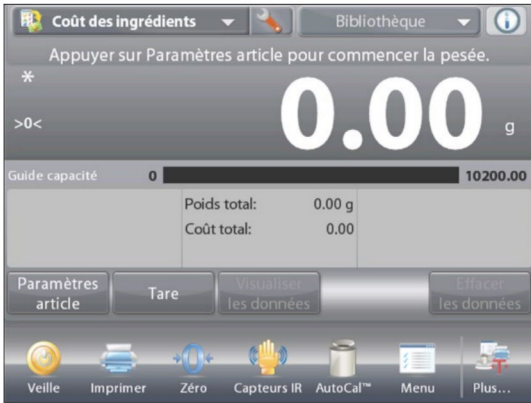 Coût des ingrédients
Bibliothèque
Appuyer sur Paramètres article pour commencer la pesée.
*
>0<
0.00 g
Guide capacité 0 10200.00
Poids total: 0.00 g
Coût total: 0.00
Paramètres article
Tare
Visualiser les données
Effacer les données
Veille
Imprimer
Zéro
Capteurs IR
AutoCal™
Menu
Plus...